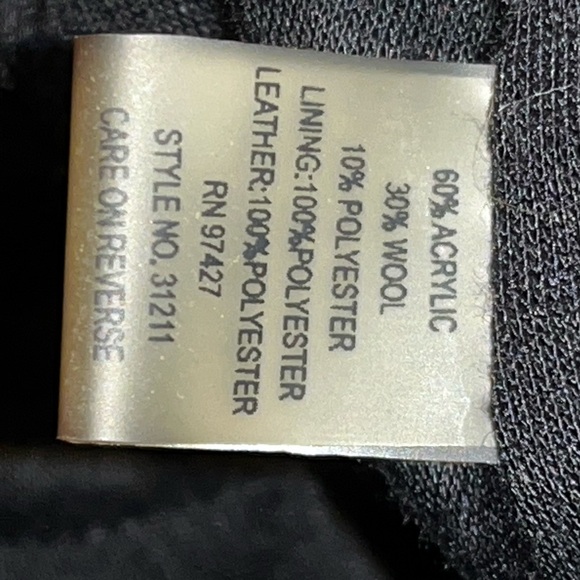 60% ACRYLIC
30% WOOL
10% POLYESTER
LINING:100%POLYESTER
LEATHER:100%POLYESTER
RN 97427
STYLE NO. 31211
CARE ON REVERSE